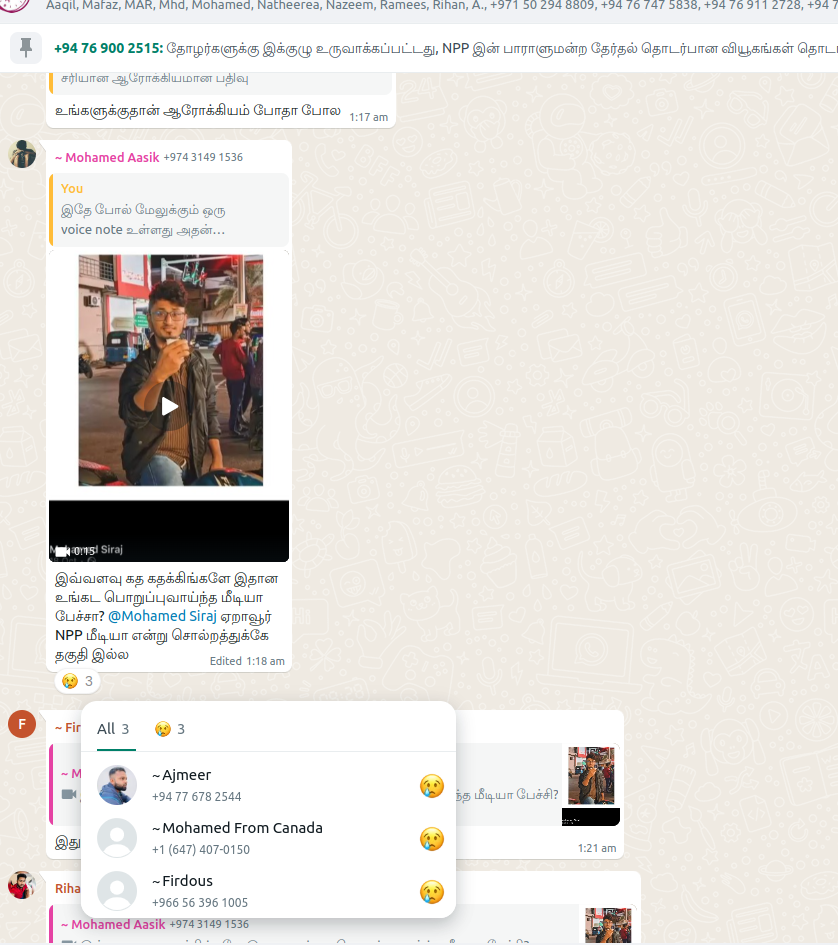 Aaqil, Mafaz, MAR, Mhd, Mohamed, Natheerea, Nazeem, Ramees, Rihan, A., +971 50 294 8809, +94 76 747 5838, +94 76 911 2728, +94 7
+94 76 900 2515: தோழர்களுக்கு இக்குழு உருவாக்கப்பட்டது, NPP இன் பாராளுமன்ற தேர்தல் தொடர்பான வியூகங்கள் தொட
சரியான ஆரோக்கியமான பதிவு
உங்களுக்குதான் ஆரோக்கியம் போதா போல
1:17 am
~ Mohamed Aasik +974 3149 1536
You
இதே போல் மேலுக்கும் ஒரு
voice note உள்ளது அதன்…
Siraj
0:15
இவ்வளவு கத கதக்கிங்களே இதான
உங்கட பொறுப்புவாய்ந்த மீடியா
பேச்சா? @Mohamed Siraj ஏறாவூர்
NPP மீடியா என்று சொல்றத்துக்கே
தகுதி இல்ல
Edited 1:18 am
😢 3
F
~ Fir
~ M
ந்த மீடியா பேச்சி?
இது
1:21 am
All 3
😢 3
~ Ajmeer
+94 77 678 2544
😢
~ Mohamed From Canada
+1 (647) 407-0150
😢
~ Firdous
+966 56 396 1005
😢
Riha
~ Mohamed Aasik +974 3149 1536